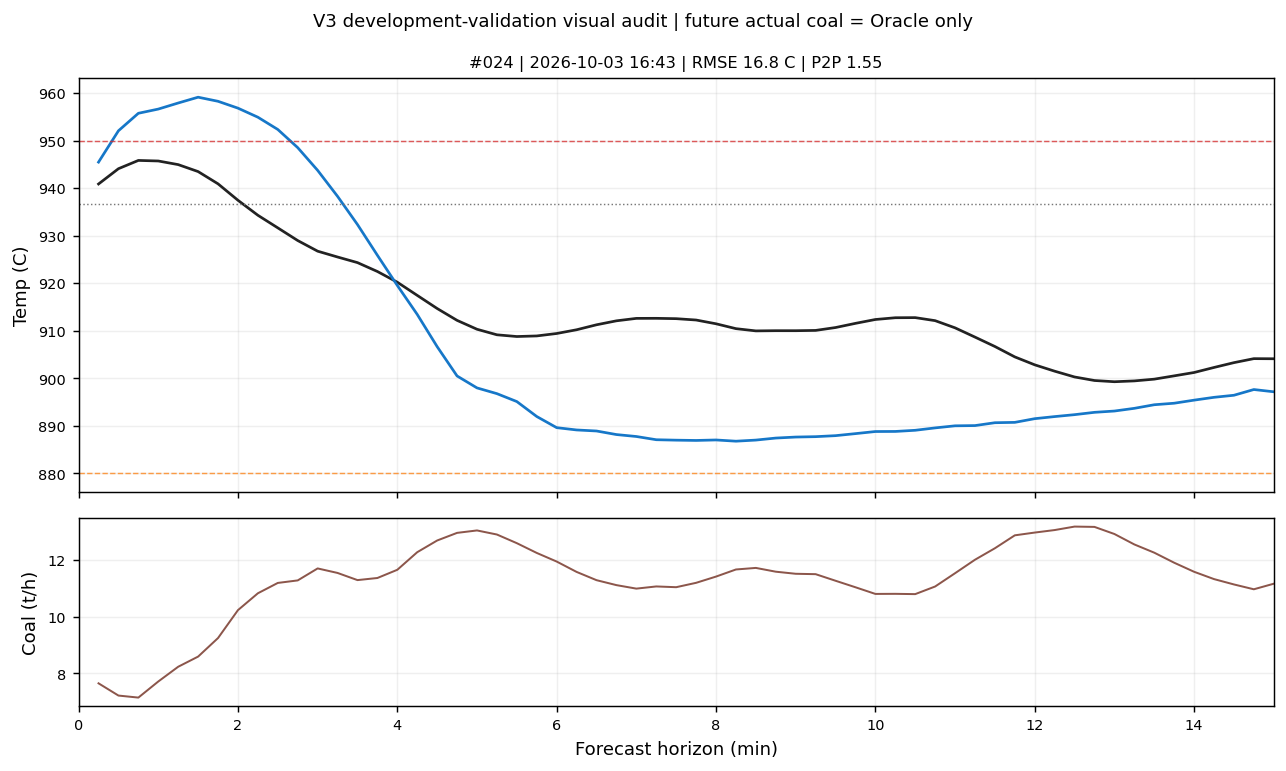 V3 development-validation visual audit | future actual coal = Oracle only
#024 | 2026-10-03 16:43 | RMSE 16.8 C | P2P 1.55
Temp (C)
960
950
940
930
920
910
900
890
880
Coal (t/h)
12
10
8
0 2 4 6 8 10 12 14
Forecast horizon (min)